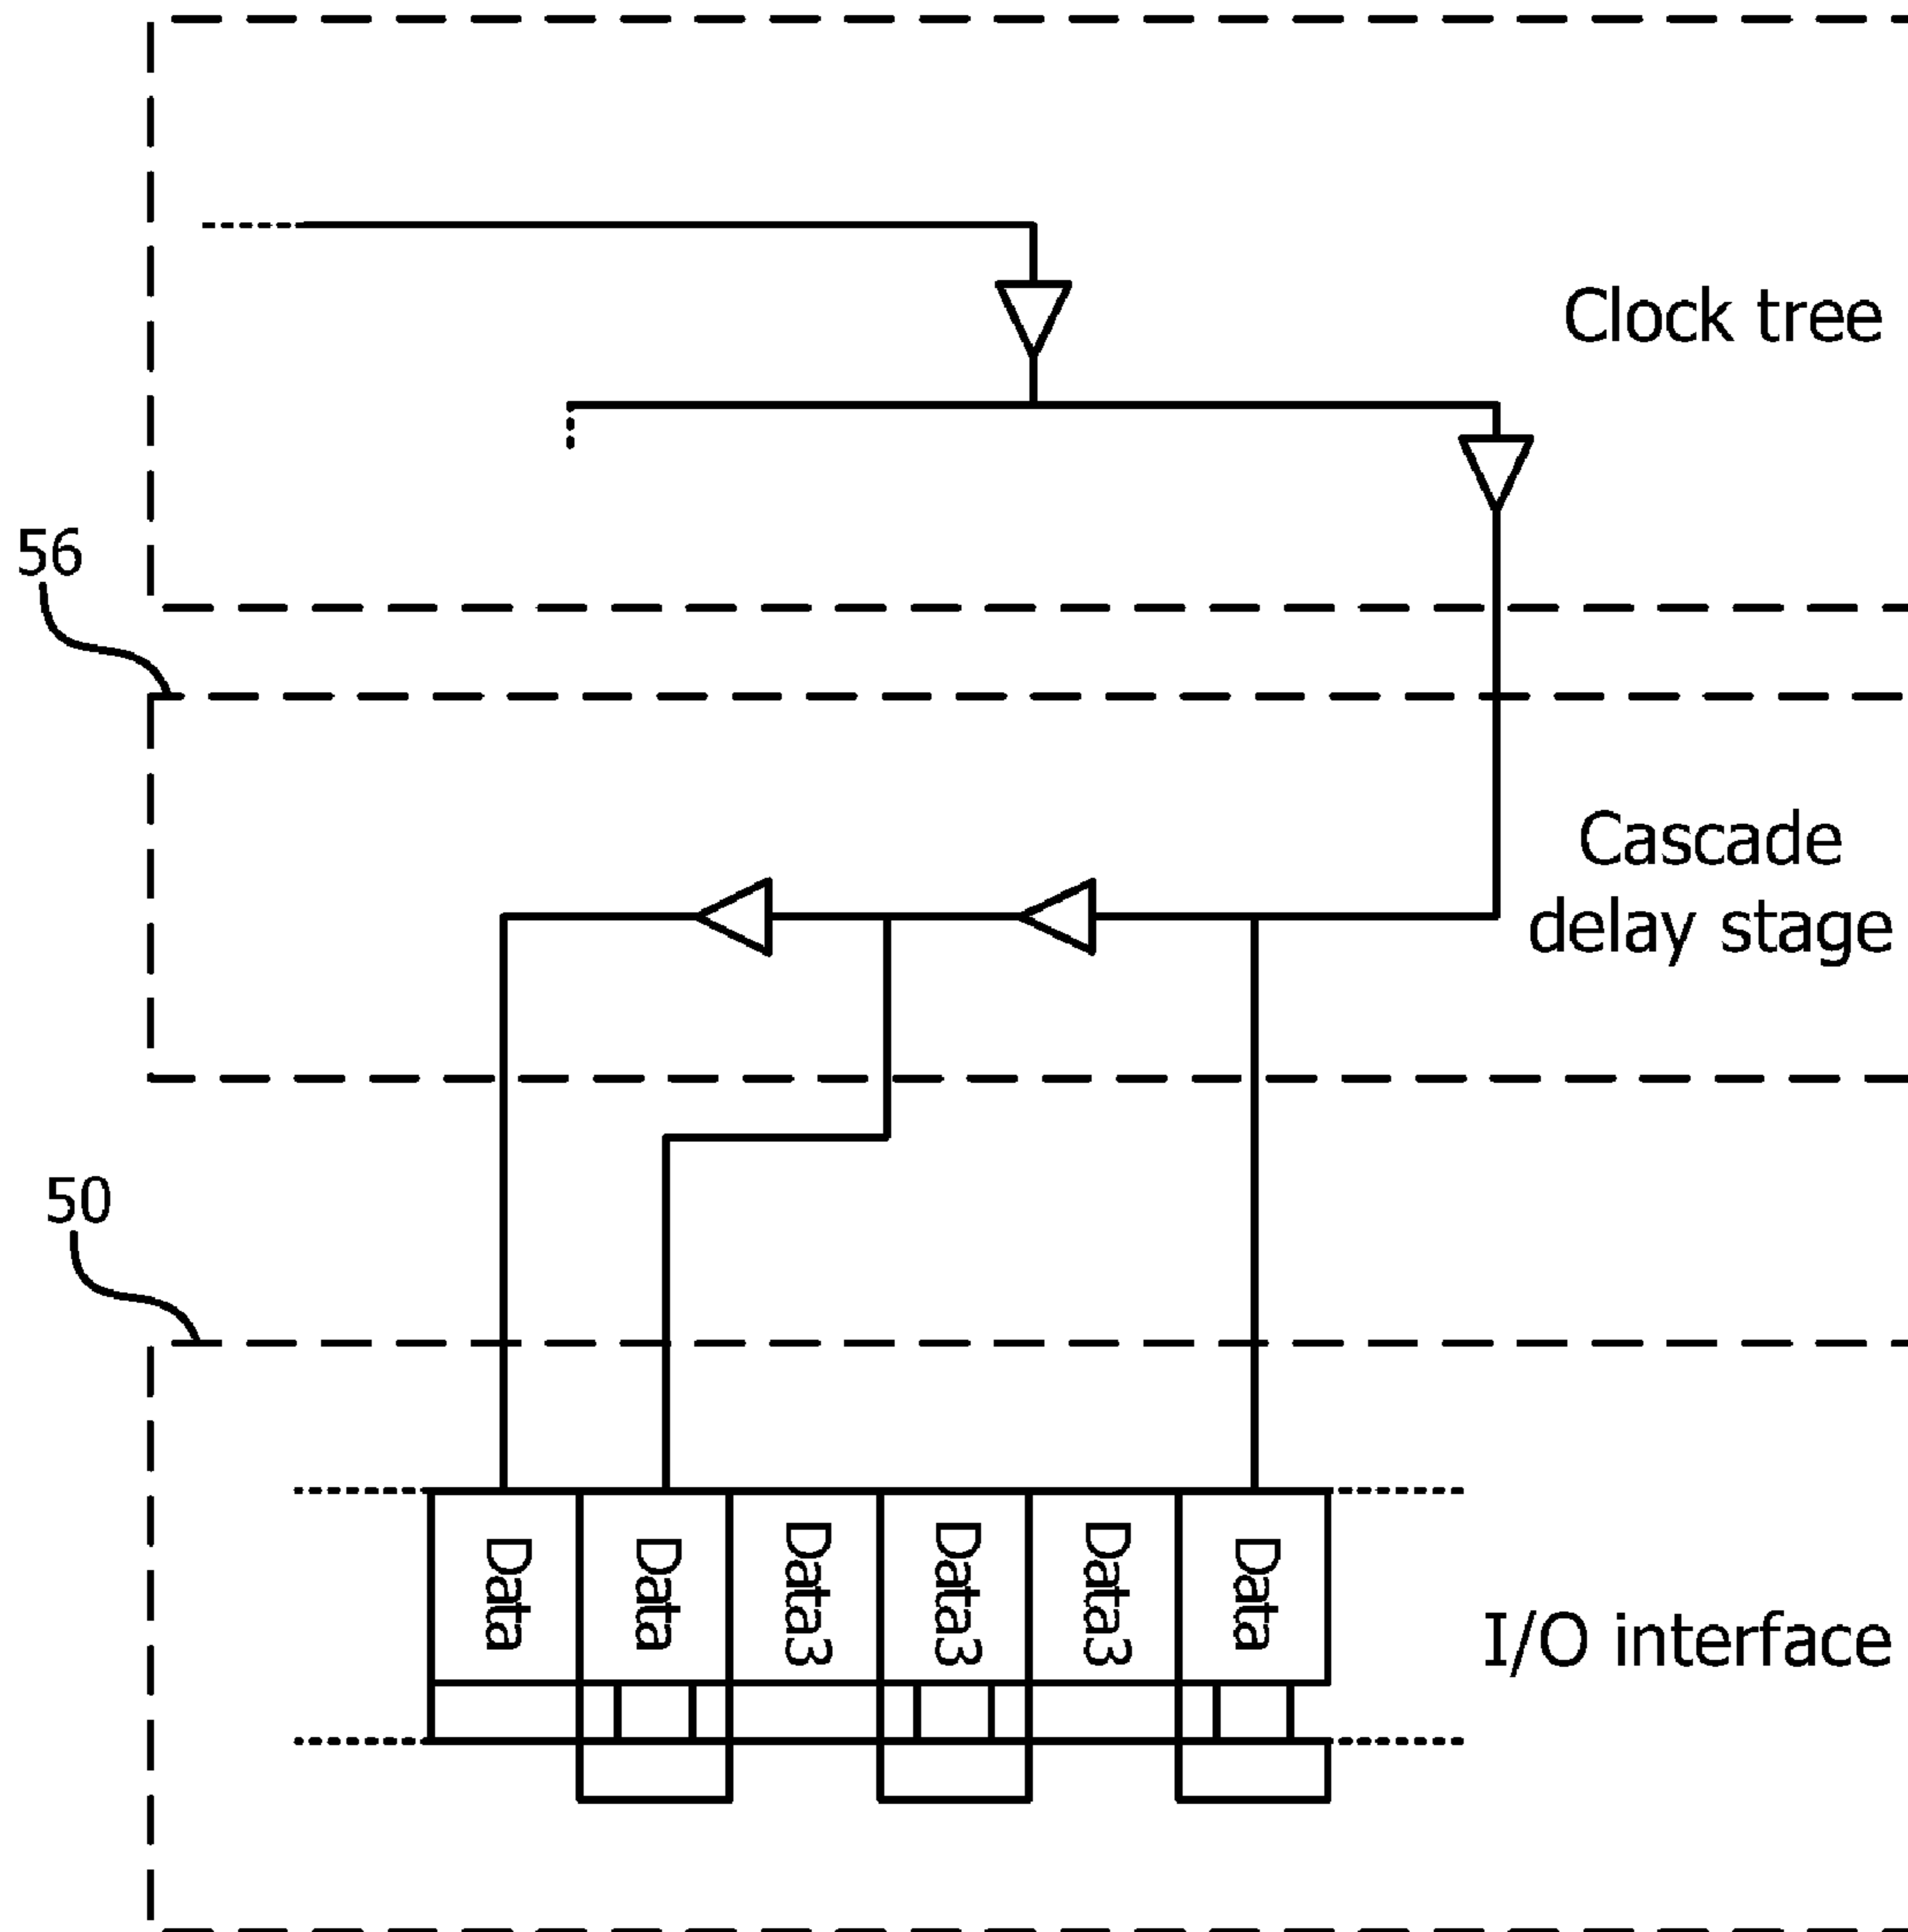 Clock tree
56
Cascade
delay stage
50
Data
Data
Data3
Data3
Data3
Data
I/O interface